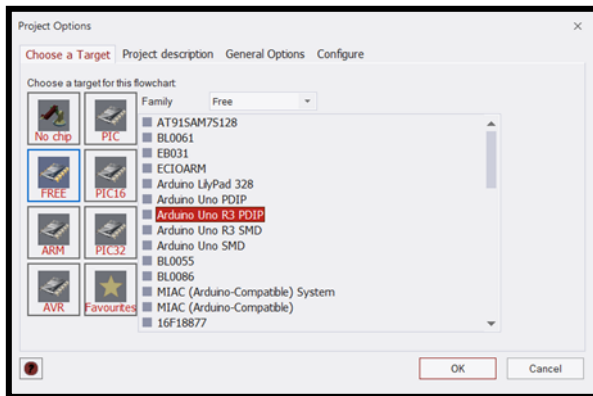 Project Options
Choose a Target Project description General Options Configure
Choose a target for this flowchart
Family Free
No chip PIC
FREE PIC16
ARM PIC32
AVR Favourites
AT91SAM7S128
BL0061
EB031
ECIOARM
Arduino LilyPad 328
Arduino Uno PDIP
Arduino Uno R3 PDIP
Arduino Uno R3 SMD
Arduino Uno SMD
BL0055
BL0086
MIAC (Arduino-Compatible) System
MIAC (Arduino-Compatible)
16F18877
? OK Cancel